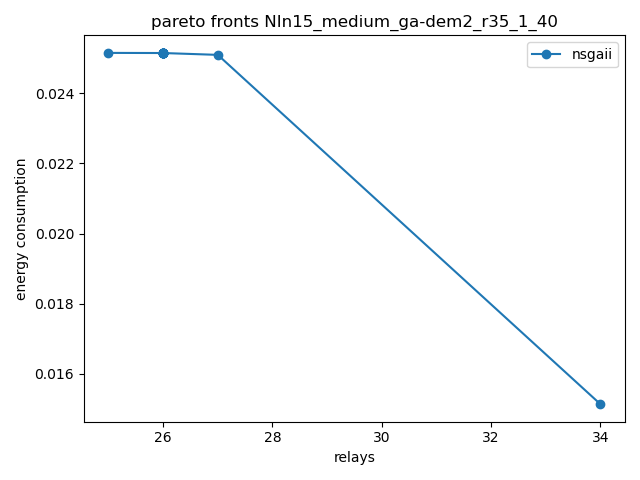 pareto fronts NIn15_medium_ga-dem2_r35_1_40
nsgaii
energy consumption
0.024
0.022
0.020
0.018
0.016
26
28
30
32
34
relays